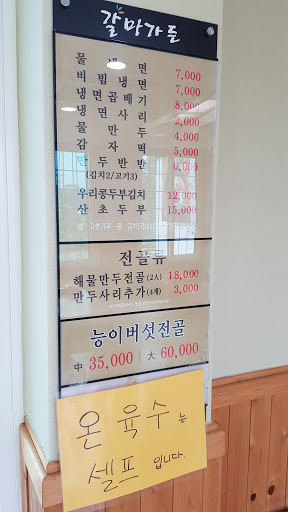 갈마가든
물냉면 7,000
비빔냉면 7,000
냉면곱배기 8,000
냉면사리 2,000
물만두 4,000
감자떡 5,000
만두반반 6,000
(김치2/고기3)
우리콩두부김치 12,000
산초두부 15,000
전골류
해물만두전골(2人) 18,000
만두사리추가(4개) 3,000
능이버섯전골
中 35,000 大 60,000
온 육수 는
셀프 입니다.